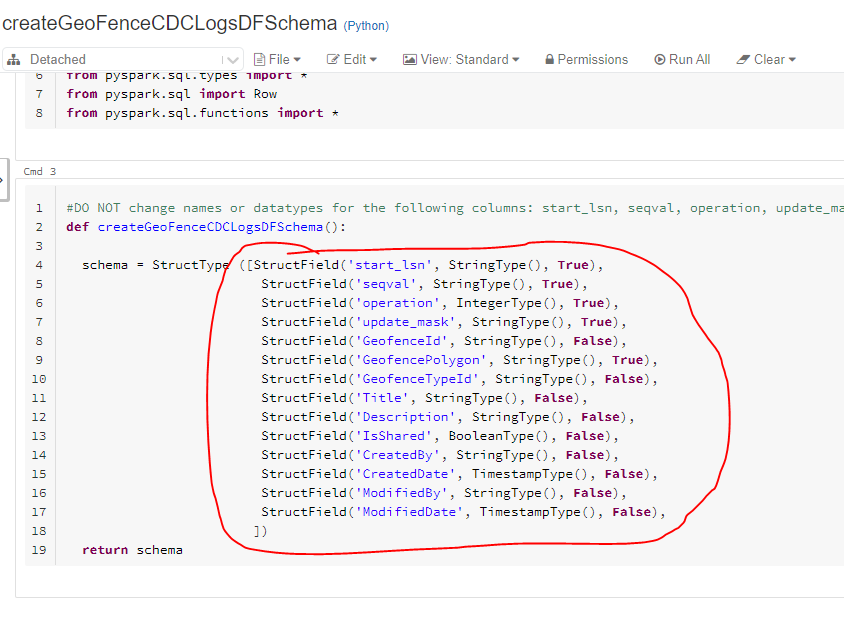 createGeoFenceCDCLogsDFSchema (Python)
Detached File Edit View: Standard Permissions Run All Clear
6 from pyspark.sql.types import *
7 from pyspark.sql import Row
8 from pyspark.sql.functions import *
Cmd 3
1 #DO NOT change names or datatypes for the following columns: start_lsn, seqval, operation, update_ma
2 def createGeoFenceCDCLogsDFSchema():
3
4 schema = StructType ([StructField('start_lsn', StringType(), True),
5 StructField('seqval', StringType(), True),
6 StructField('operation', IntegerType(), True),
7 StructField('update_mask', StringType(), True),
8 StructField('GeofenceId', StringType(), False),
9 StructField('GeofencePolygon', StringType(), True),
10 StructField('GeofenceTypeId', StringType(), False),
11 StructField('Title', StringType(), False),
12 StructField('Description', StringType(), False),
13 StructField('IsShared', BooleanType(), False),
14 StructField('CreatedBy', StringType(), False),
15 StructField('CreatedDate', TimestampType(), False),
16 StructField('ModifiedBy', StringType(), False),
17 StructField('ModifiedDate', TimestampType(), False),
18 ])
19 return schema